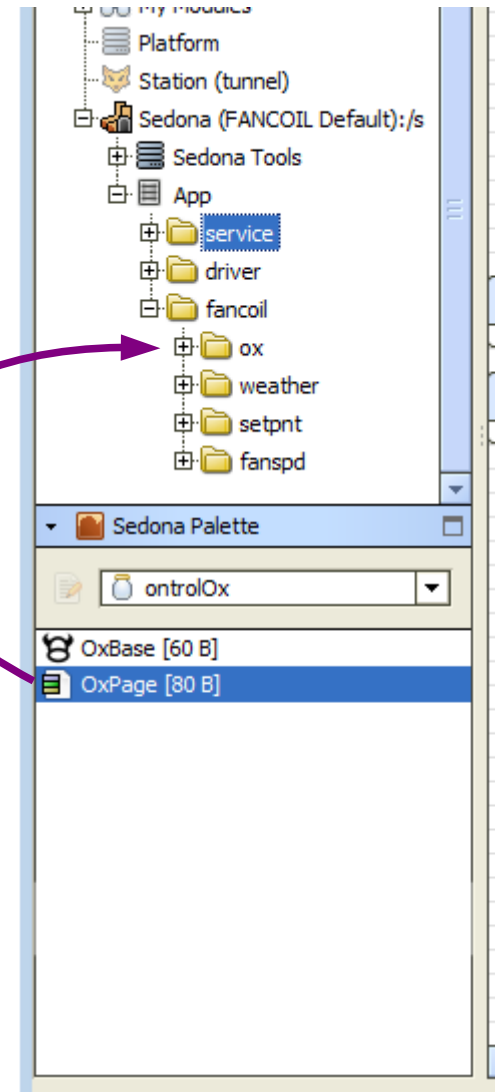 My Modules
Platform
Station (tunnel)
Sedona (FANCOIL Default):/s
Sedona Tools
App
service
driver
fancoil
ox
weather
setpnt
fanspd
Sedona Palette
ontrolOx
OxBase [60 B]
OxPage [80 B]